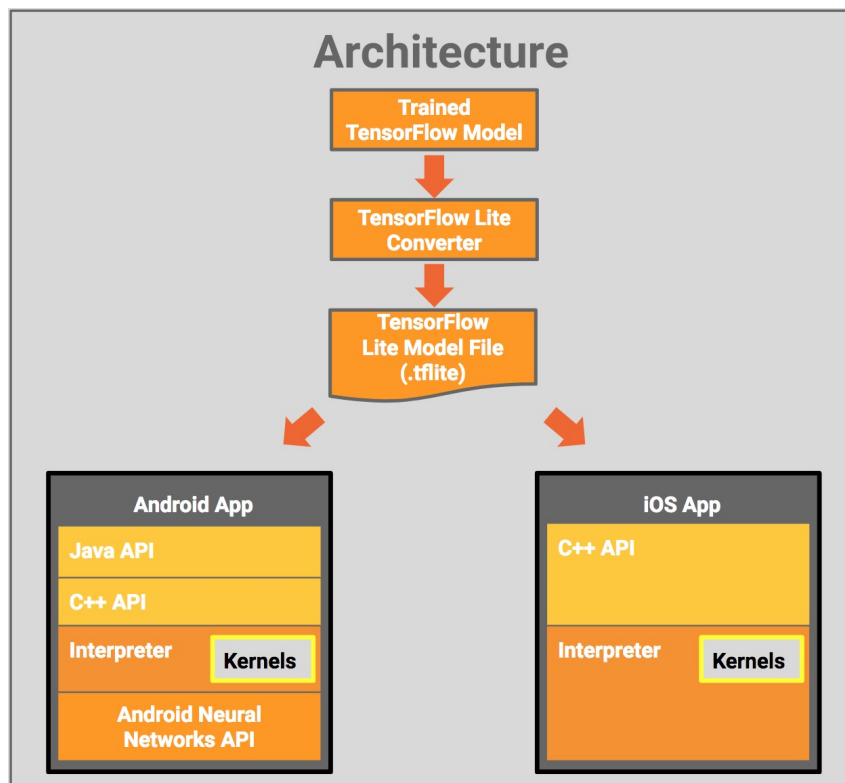 Architecture
Trained
TensorFlow Model
TensorFlow Lite
Converter
TensorFlow
Lite Model File
(.tflite)
Android App
Java API
C++ API
Interpreter
Kernels
Android Neural
Networks API
iOS App
C++ API
Interpreter
Kernels